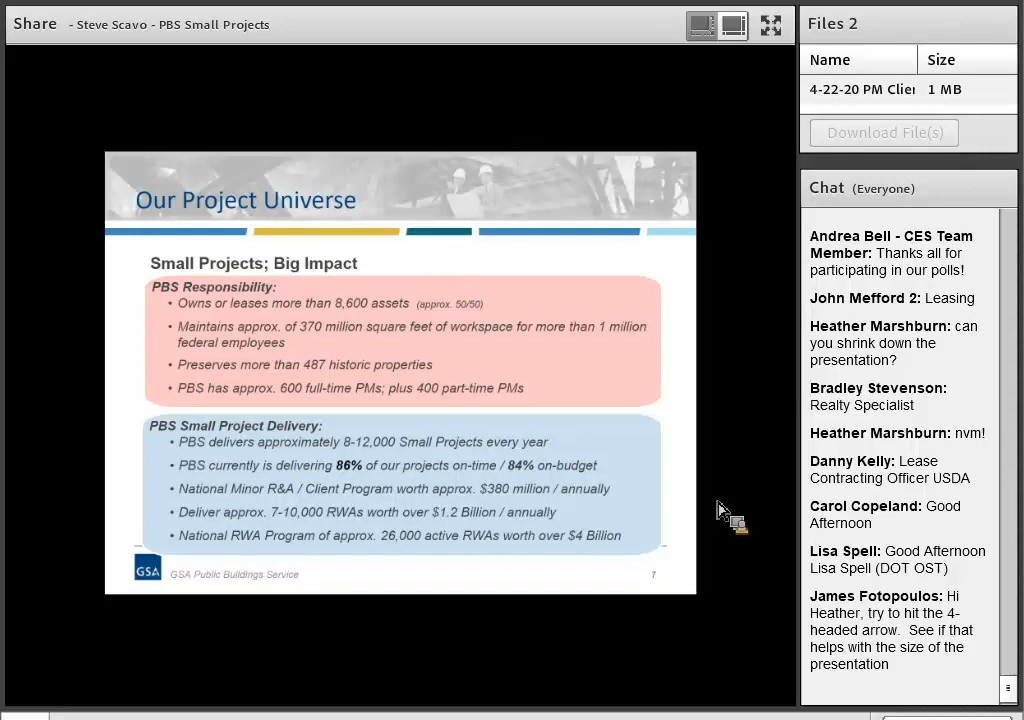 Share - Steve Scavo - PBS Small Projects
Our Project Universe
Small Projects; Big Impact
PBS Responsibility:
• Owns or leases more than 8,600 assets (approx. 50/50)
• Maintains approx. of 370 million square feet of workspace for more than 1 million
federal employees
• Preserves more than 487 historic properties
• PBS has approx. 600 full-time PMs; plus 400 part-time PMs
PBS Small Project Delivery:
• PBS delivers approximately 8-12,000 Small Projects every year
• PBS currently is delivering 86% of our projects on-time / 84% on-budget
• National Minor R&A / Client Program worth approx. $380 million / annually
• Deliver approx. 7-10,000 RWAs worth over $1.2 Billion / annually
• National RWA Program of approx. 26,000 active RWAs worth over $4 Billion
GSA
GSA Public Buildings Service
7
Files 2
Name Size
4-22-20 PM Clie 1 MB
Download File(s)
Chat (Everyone)
Andrea Bell - CES Team
Member: Thanks all for
participating in our polls!
John Mefford 2: Leasing
Heather Marshburn: can
you shrink down the
presentation?
Bradley Stevenson:
Realty Specialist
Heather Marshburn: nvm!
Danny Kelly: Lease
Contracting Officer USDA
Carol Copeland: Good
Afternoon
Lisa Spell: Good Afternoon
Lisa Spell (DOT OST)
James Fotopoulos: Hi
Heather, try to hit the 4-
headed arrow. See if that
helps with the size of the
presentation